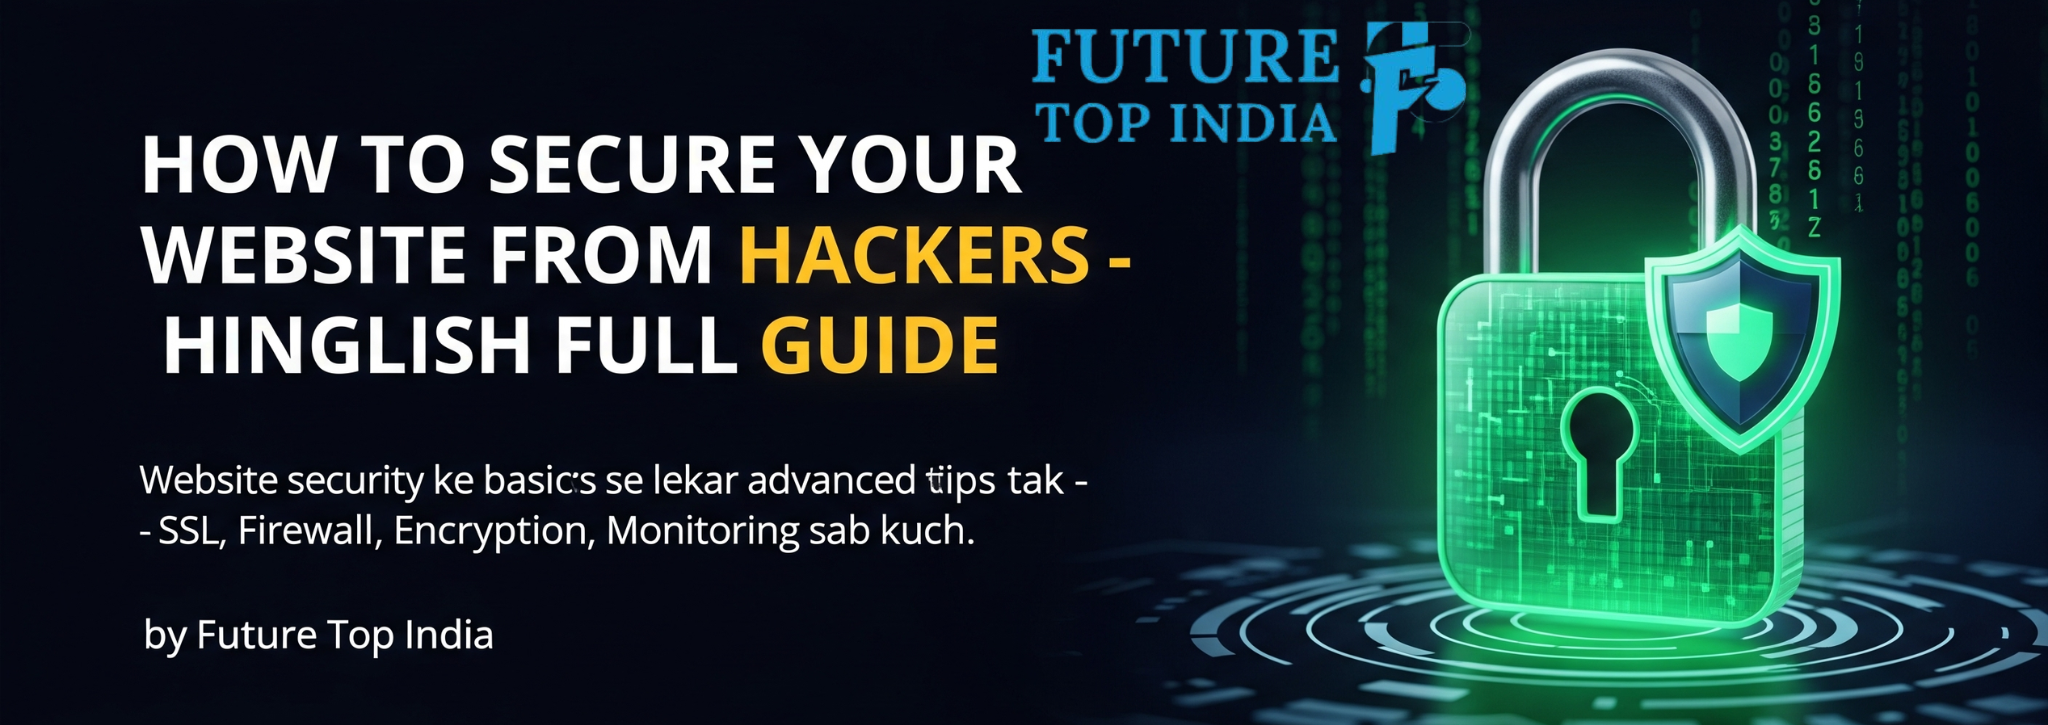 FUTURE
TOP INDIA
HOW TO SECURE YOUR
WEBSITE FROM HACKERS -
HINGLISH FULL GUIDE
Website security ke basics se lekar advanced tips tak -
- SSL, Firewall, Encryption, Monitoring sab kuch.
by Future Top India